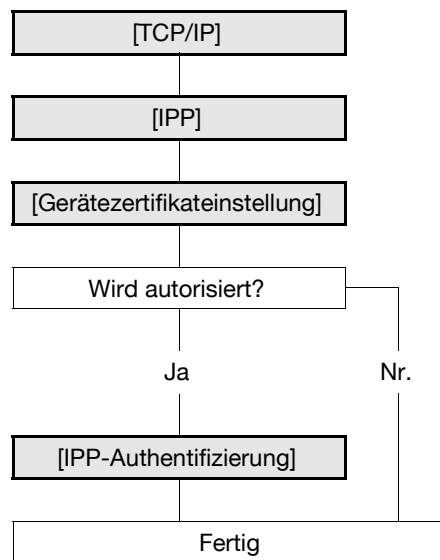 [TCP/IP]
[IPP]
[Gerätezertifikateinstellung]
Wird autorisiert?
Ja
Nr.
[IPP-Authentifizierung]
Fertig